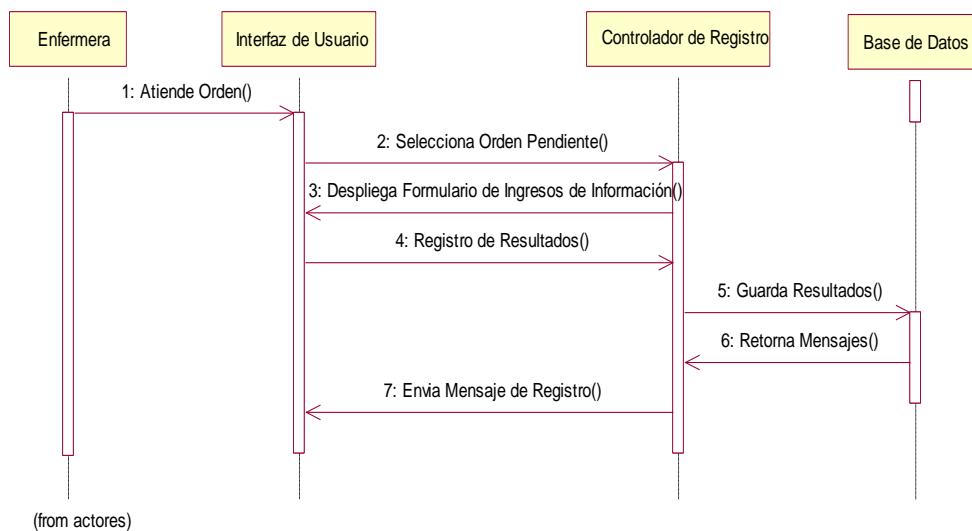 Enfermera
Interfaz de Usuario
Controlador de Registro
Base de Datos
1: Atiende Orden()
2: Selecciona Orden Pendiente()
3: Despliega Formulario de Ingresos de Información()
4: Registro de Resultados()
5: Guarda Resultados()
6: Retorna Mensajes()
7: Envia Mensaje de Registro()
(from actores)